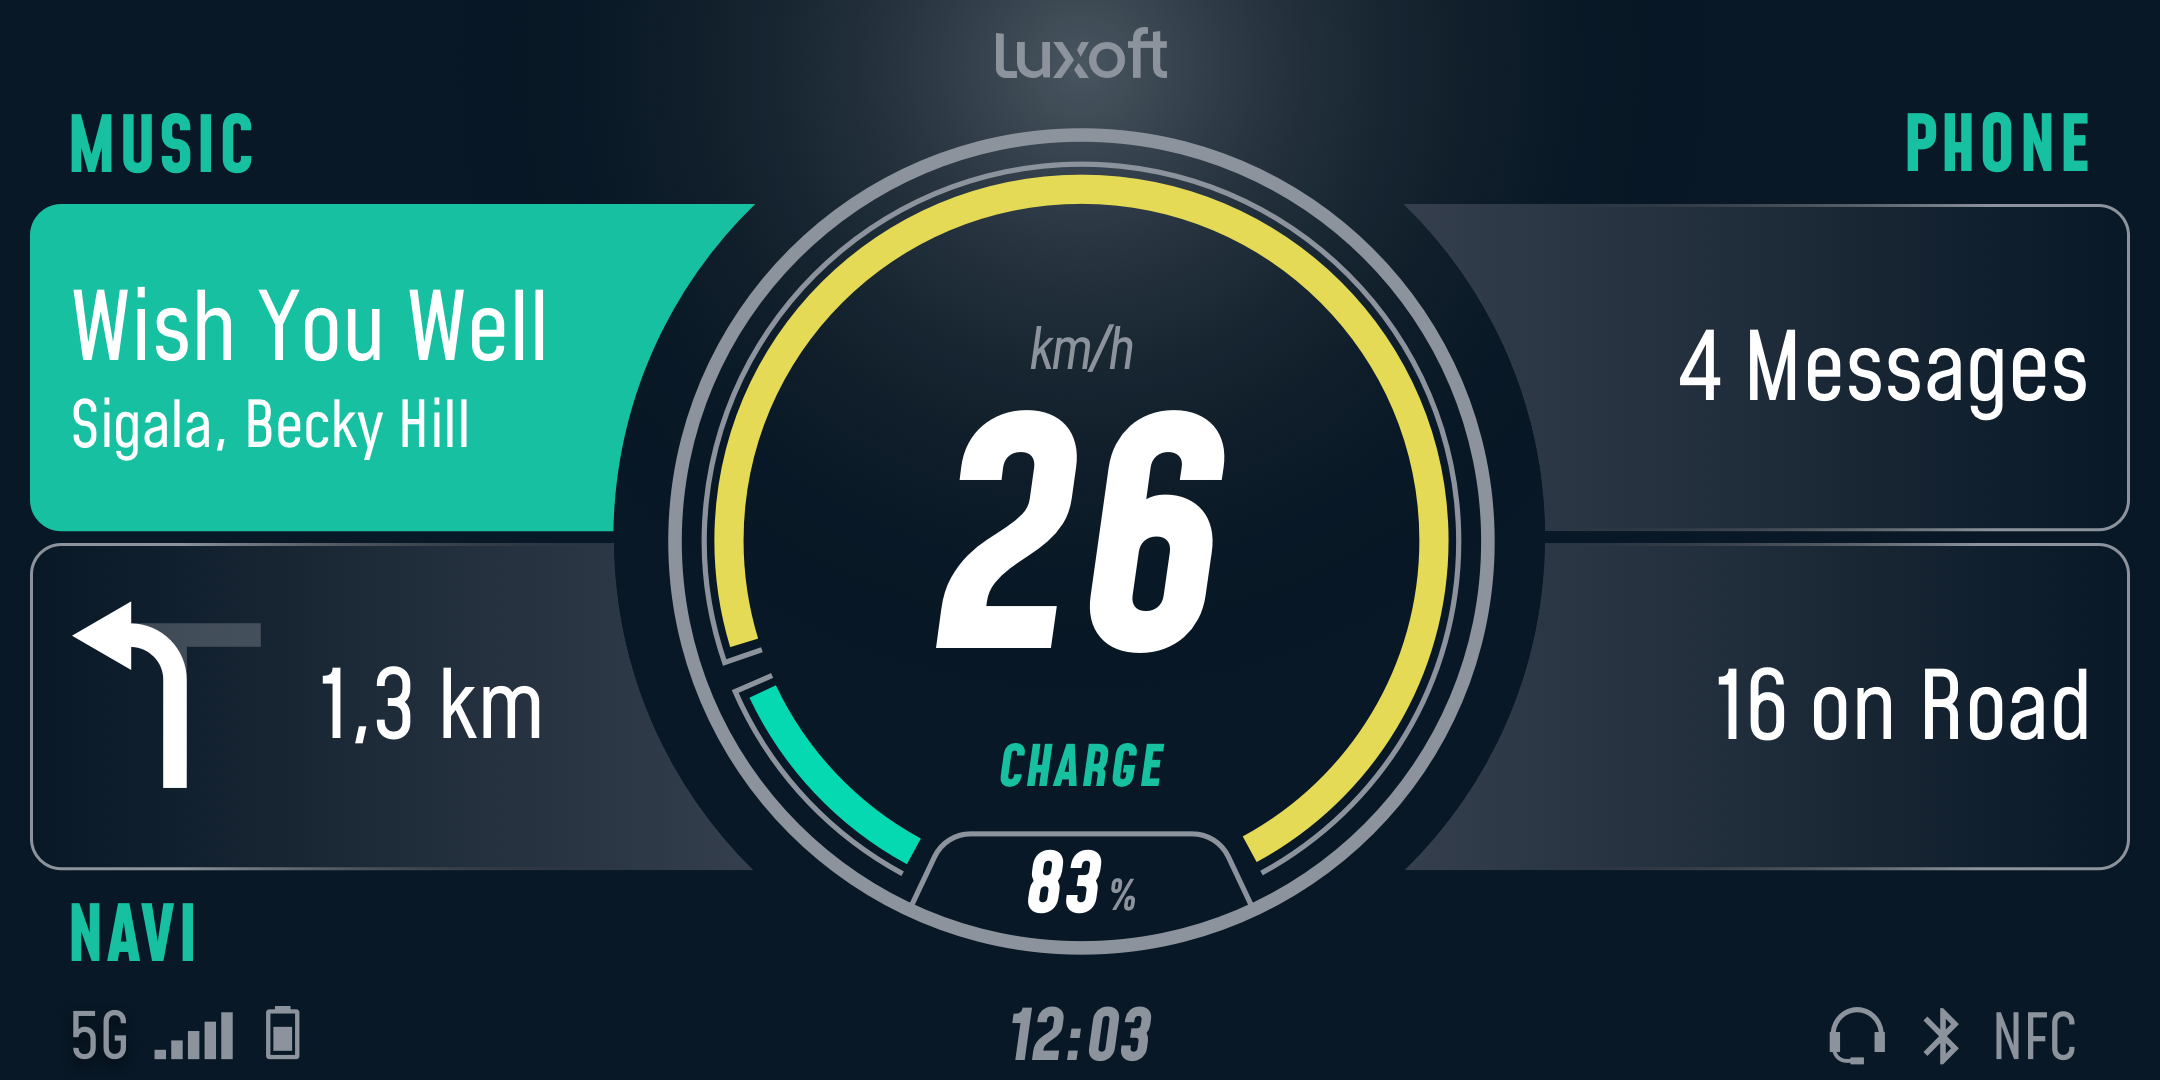 Luxoft
MUSIC
PHONE
Wish You Well
Sigala, Becky Hill
4 Messages
km/h
26
1,3 km
16 on Road
CHARGE
83 %
NAVI
5G
12:03
NFC